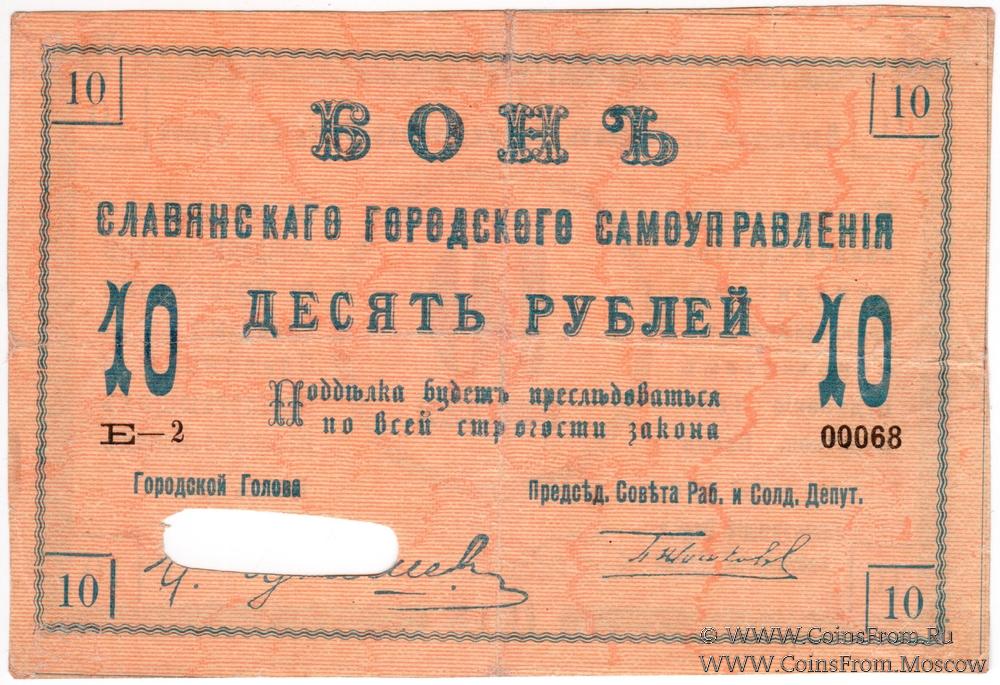 10 10
БОНЪ
СЛАВЯНСКАГО ГОРОДСКОГО САМОУПРАВЛЕНІЯ
10 ДЕСЯТЬ РУБЛЕЙ 10
Поддѣлка будетъ преслѣдоваться
по всей строгости закона
Е—2 00068
Городской Голова Предсѣд. Совѣта Раб. и Солд. Депут.
10 10
© WWW.CoinsFrom.Ru
WWW.CoinsFrom.Moscow